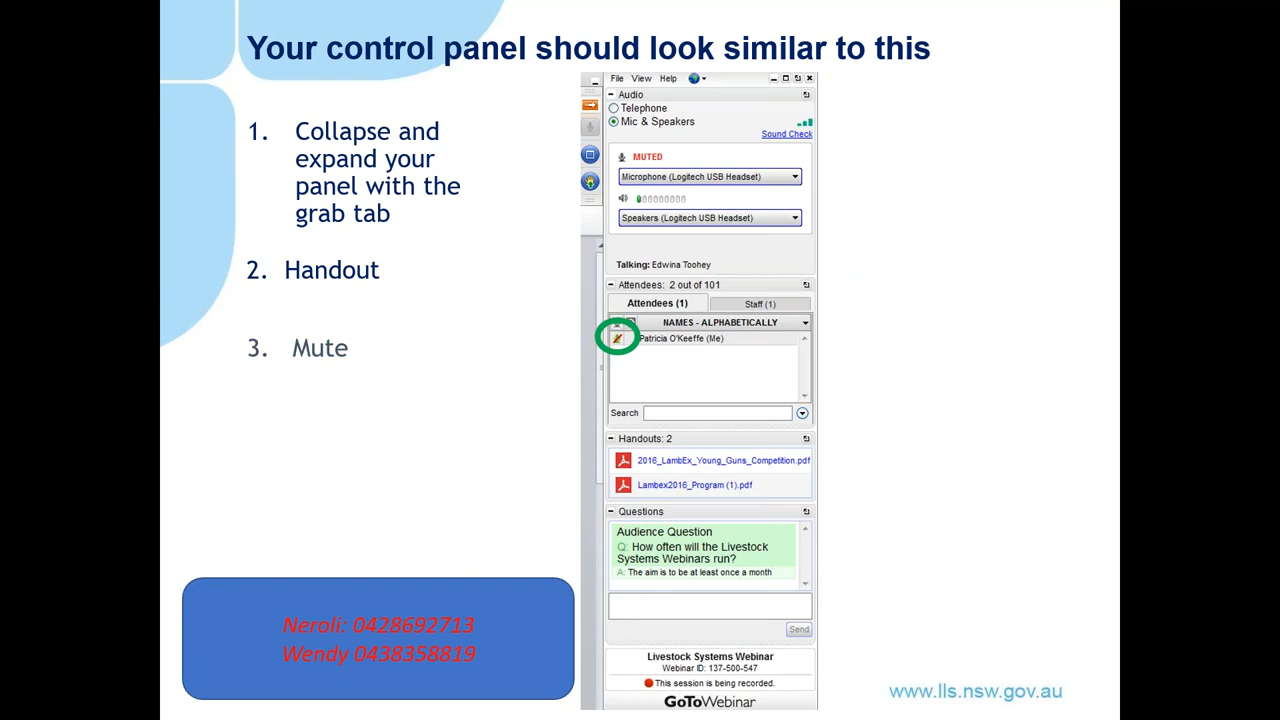 Your control panel should look similar to this
1. Collapse and
expand your
panel with the
grab tab
2. Handout
3. Mute
Neroli: 0428692713
Wendy 0438358819
File View Help
Audio
Telephone
Mic & Speakers
Sound Check
MUTED
Microphone (Logitech USB Headset)
Speakers (Logitech USB Headset)
Talking: Edwina Toohey
Attendees: 2 out of 101
Attendees (1) Staff (1)
NAMES - ALPHABETICALLY
Patricia O'Keeffe (Me)
Search
Handouts: 2
2016_LambEx_Young_Guns_Competition.pdf
Lambex2016_Program (1).pdf
Questions
Audience Question
Q: How often will the Livestock
Systems Webinars run?
A: The aim is to be at least once a month
Send
Livestock Systems Webinar
Webinar ID: 137-500-547
This session is being recorded.
GoToWebinar
www.lls.nsw.gov.au